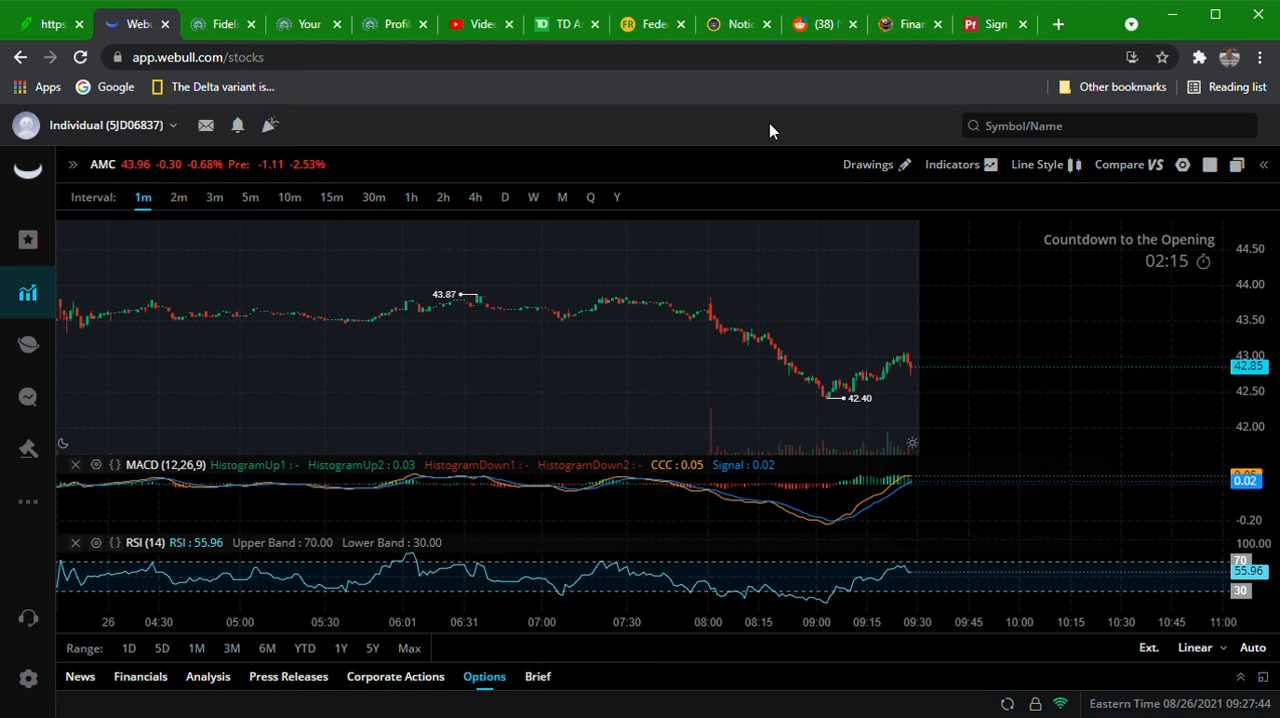 https
Webu
Fideli
Your
Profil
Video
TD A
Fede
Notic
(38)
Finan
Sign
app.webull.com/stocks
Apps
Google
The Delta variant is...
Other bookmarks
Reading list
Individual (5JD06837)
Symbol/Name
AMC 43.96 -0.30 -0.68% Pre: -1.11 -2.53%
Drawings
Indicators
Line Style
Compare VS
Interval: 1m 2m 3m 5m 10m 15m 30m 1h 2h 4h D W M Q Y
Countdown to the Opening
02:15
44.50
44.00
43.87
43.50
43.00
42.85
42.50
42.40
42.00
MACD (12,26,9) HistogramUp1 : - HistogramUp2 : 0.03 HistogramDown1 : - HistogramDown2 : - CCC : 0.05 Signal : 0.02
0.05
0.02
-0.20
RSI (14) RSI : 55.96 Upper Band : 70.00 Lower Band : 30.00
100.00
70
55.96
30
26 04:30 05:00 05:30 06:01 06:31 07:00 07:30 08:00 08:15 09:00 09:15 09:30 09:45 10:00 10:15 10:30 10:45 11:00
Range: 1D 5D 1M 3M 6M YTD 1Y 5Y Max
Ext. Linear Auto
News Financials Analysis Press Releases Corporate Actions Options Brief
Eastern Time 08/26/2021 09:27:44